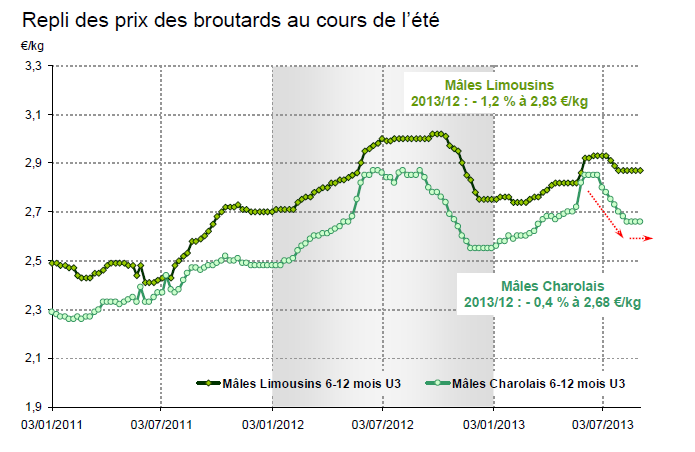 Repli des prix des broutards au cours de l'été
€/kg
3,3
3,1
2,9
2,7
2,5
2,3
2,1
1,9
Mâles Limousins
2013/12 : - 1,2 % à 2,83 €/kg
Mâles Charolais
2013/12 : - 0,4 % à 2,68 €/kg
Mâles Limousins 6-12 mois U3
Mâles Charolais 6-12 mois U3
03/01/2011
03/07/2011
03/01/2012
03/07/2012
03/01/2013
03/07/2013